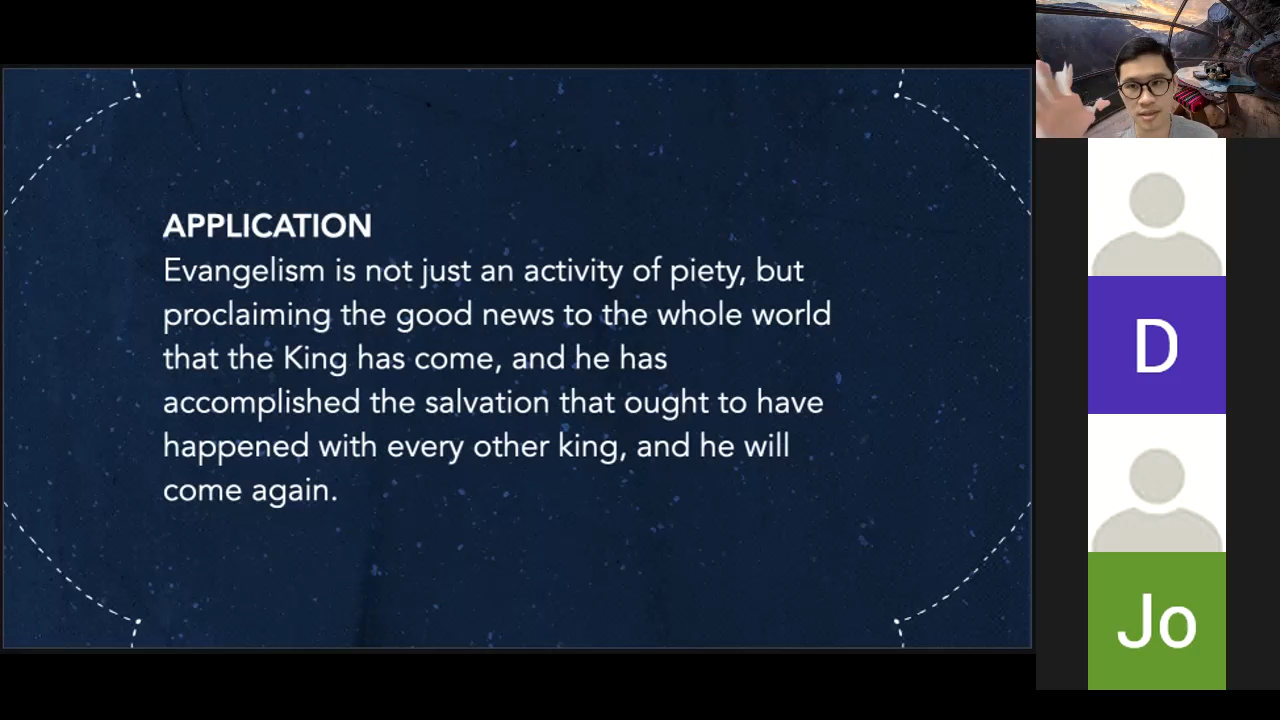 APPLICATION
Evangelism is not just an activity of piety, but
proclaiming the good news to the whole world
that the King has come, and he has
accomplished the salvation that ought to have
happened with every other king, and he will
come again.
D
Jo